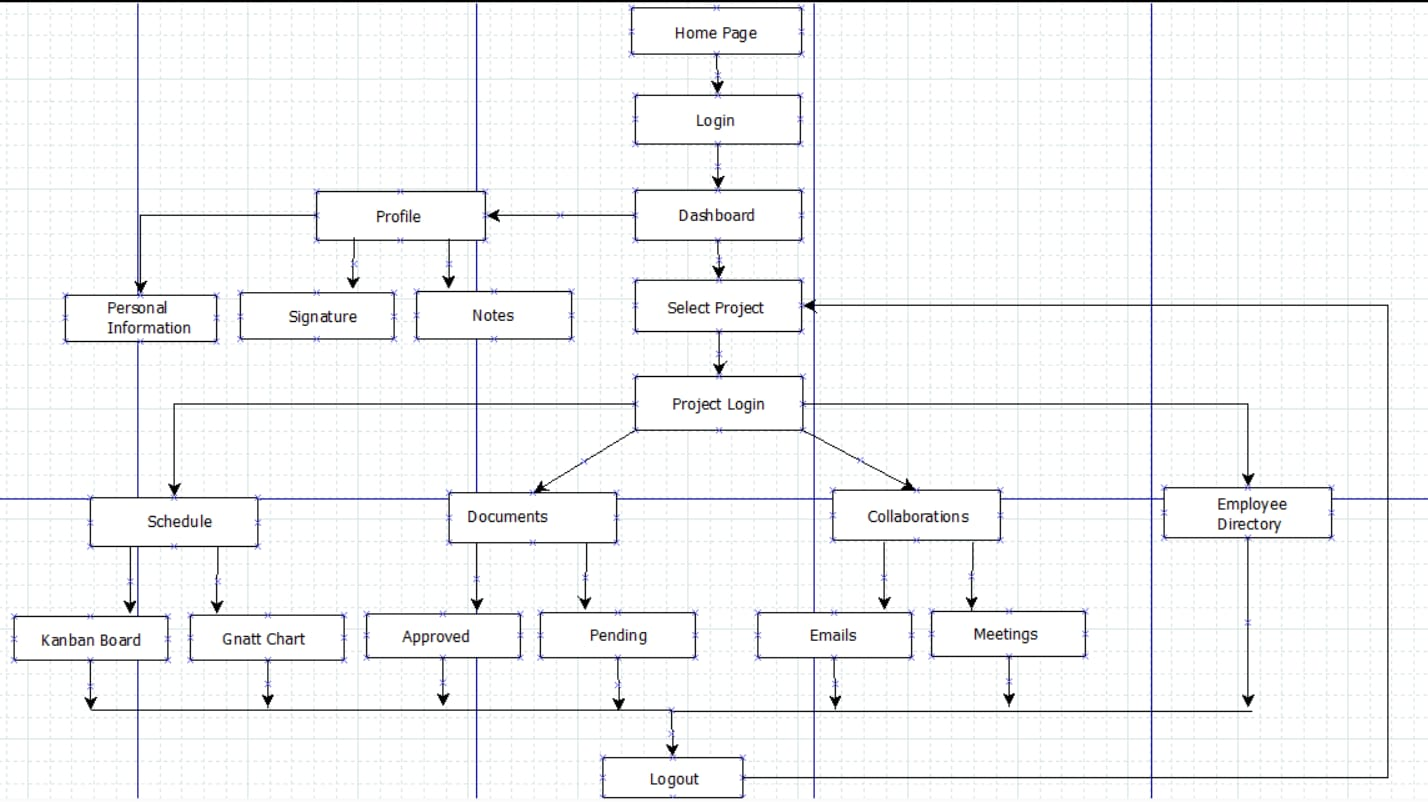 Home Page
Login
Dashboard
Profile
Select Project
Personal
Information
Signature
Notes
Project Login
Schedule
Documents
Collaborations
Employee
Directory
Kanban Board
Gnatt Chart
Approved
Pending
Emails
Meetings
Logout